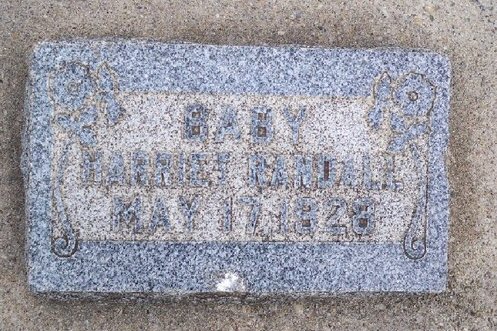 BABY
HARRIET RANDALL
MAY 17, 1928